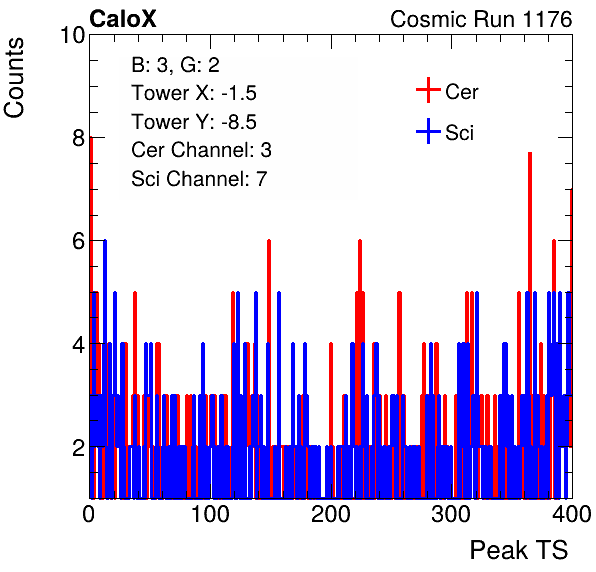 CaloX Cosmic Run 1176
Counts
10
8
6
4
2
B: 3, G: 2
Tower X: -1.5
Tower Y: -8.5
Cer Channel: 3
Sci Channel: 7
Cer
Sci
0 100 200 300 400
Peak TS